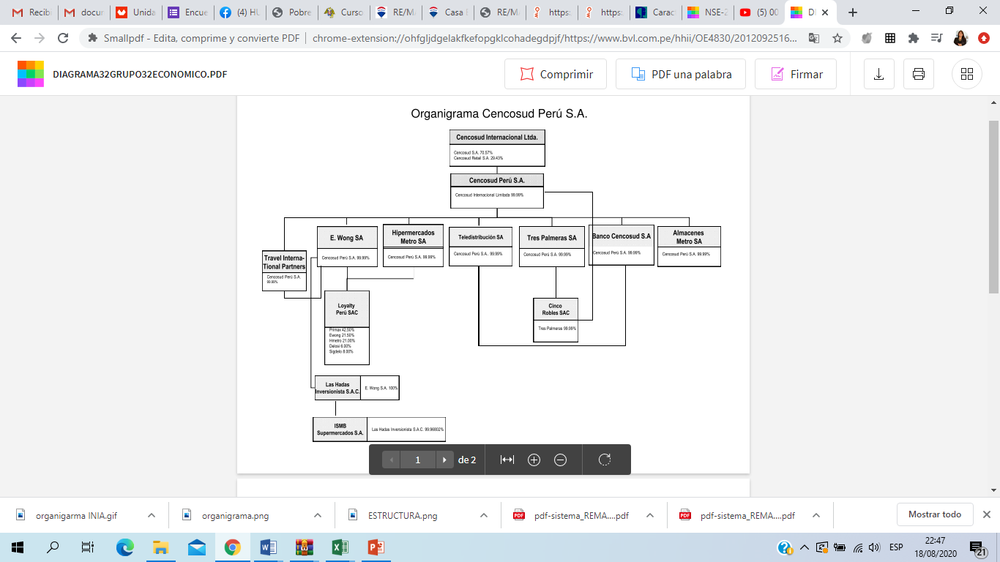 Recibi
docur
Unida
Encue
(4) HU
Pobre
Curso
RE/MA
Casa E
RE/MA
https:
https:
Carac
NSE-2
(5) 00
DI
Smallpdf - Edita, comprime y convierte PDF
chrome-extension://ohfgljdgelakfkefopgklcohadegdpjf/https://www.bvl.com.pe/hhii/OE4830/2012092516...
DIAGRAMA32GRUPO32ECONOMICO.PDF
Comprimir
PDF una palabra
Firmar
Organigrama Cencosud Perú S.A.
Cencosud Internacional Ltda.
Cencosud S.A. 70.57%
Cencosud Retail S.A. 29.43%
Cencosud Perú S.A.
Cencosud Internacional Limitada 99.99%
Travel Interna-
Tional Partners
Cencosud Perú S.A.
99.99%
E. Wong SA
Cencosud Perú S.A. 99.99%
Hipermercados
Metro SA
Cencosud Perú S.A. 99.99%
Teledistribución SA
Cencosud Perú S.A. 99.99%
Tres Palmeras SA
Cencosud Perú S.A. 99.99%
Banco Cencosud S.A
Cencosud Perú S.A. 99.99%
Almacenes
Metro SA
Cencosud Perú S.A. 99.99%
Loyalty
Perú SAC
Primax 42.50%
Ewong 21.50%
Hmetro 21.00%
Delosi 6.00%
Sigdelo 8.00%
Cinco
Robles SAC
Tres Palmeras 99.99%
Las Hadas
Inversionista S.A.C.
E. Wong S.A. 100%
ISMB
Supermercados S.A.
Las Hadas Inversionista S.A.C. 99.96802%
1
de 2
organigarma INIA.gif
organigrama.png
ESTRUCTURA.png
pdf-sistema_REMA....pdf
pdf-sistema_REMA....pdf
Mostrar todo
ESP
22:47
18/08/2020
21